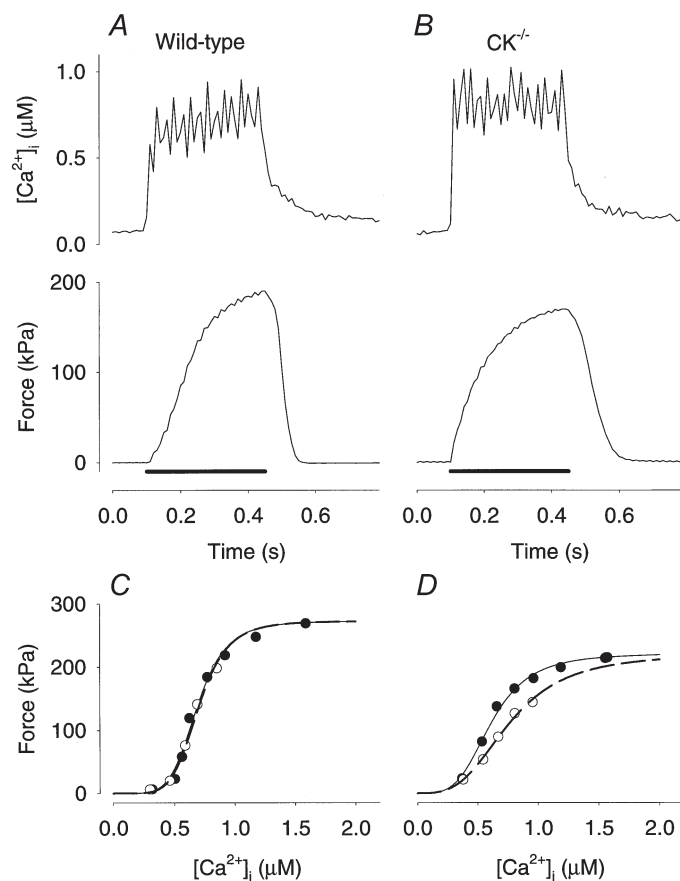 A
Wild-type
B
CK-/-
[Ca2+]i (μM)
1.0
0.5
0.0
Force (kPa)
200
100
0
0.0 0.2 0.4 0.6
0.0 0.2 0.4 0.6
Time (s)
Time (s)
C
D
Force (kPa)
300
200
100
0
0.0 0.5 1.0 1.5 2.0
0.0 0.5 1.0 1.5 2.0
[Ca2+]i (μM)
[Ca2+]i (μM)